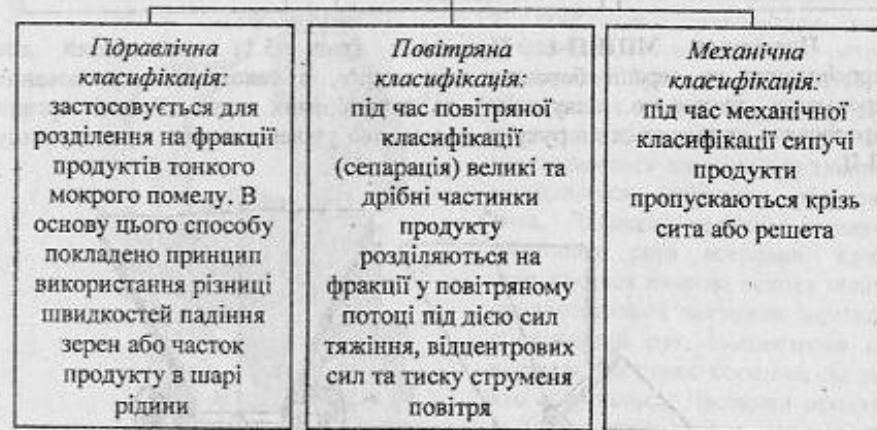 Гідравлічна
класифікація:
застосовується для
розділення на фракції
продуктів тонкого
мокрого помелу. В
основу цього способу
покладено принцип
використання різниці
швидкостей падіння
зерен або часток
продукту в шарі
рідини
Повітряна
класифікація:
під час повітряної
класифікації
(сепарація) великі та
дрібні частинки
продукту
розділяються на
фракції у повітряному
потоці під дією сил
тяжіння, відцентрових
сил та тиску струменя
повітря
Механічна
класифікація:
під час механічної
класифікації сипучі
продукти
пропускаються крізь
сита або решета